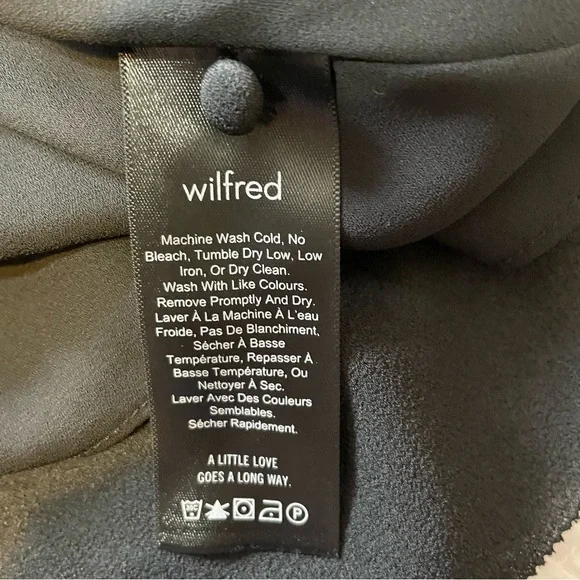 wilfred
Machine Wash Cold, No
Bleach, Tumble Dry Low, Low
Iron, Or Dry Clean.
Wash With Like Colours.
Remove Promptly And Dry.
Laver À La Machine À L'eau
Froide, Pas De Blanchiment,
Sécher À Basse
Température, Repasser À
Basse Température, Ou
Nettoyer À Sec.
Laver Avec Des Couleurs
Semblables.
Sécher Rapidement.
A LITTLE LOVE
GOES A LONG WAY.
30C P